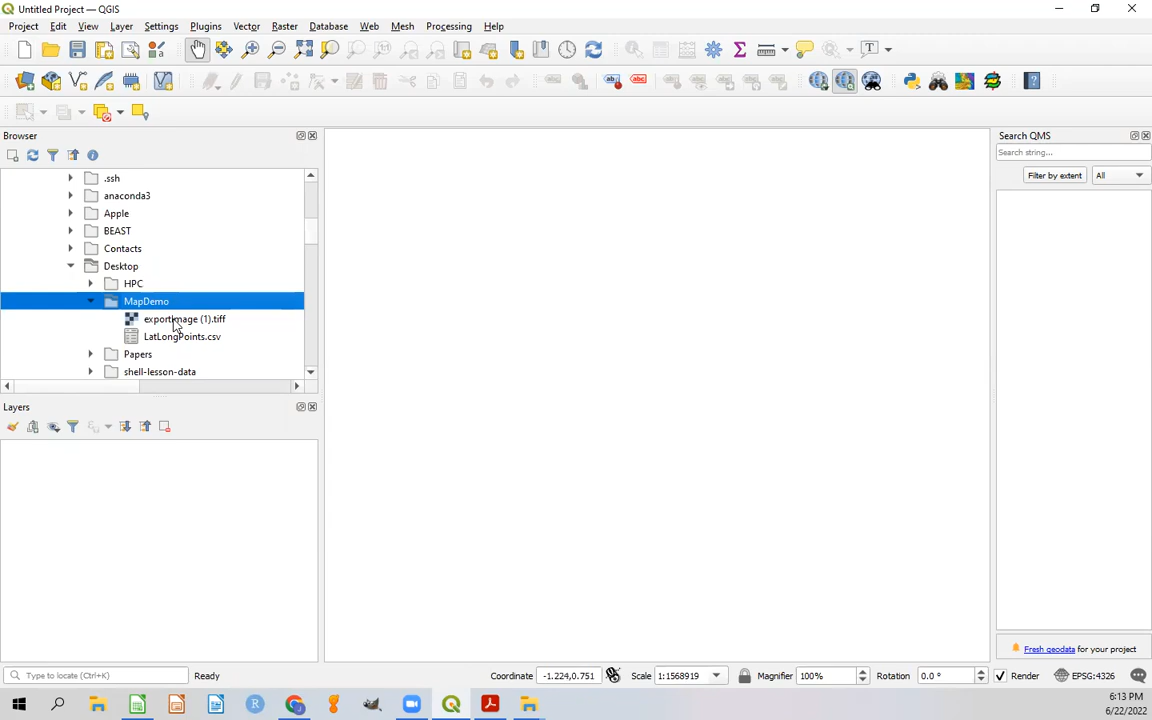 Untitled Project — QGIS
Project Edit View Layer Settings Plugins Vector Raster Database Web Mesh Processing Help
Browser
.ssh
anaconda3
Apple
BEAST
Contacts
Desktop
HPC
MapDemo
exportImage (1).tiff
LatLongPoints.csv
Papers
shell-lesson-data
Layers
Search QMS
Search string...
Filter by extent All
Fresh geodata for your project
Type to locate (Ctrl+K) Ready Coordinate -1.224,0.751 Scale 1:1568919 Magnifier 100% Rotation 0.0 ° Render EPSG:4326
6:13 PM
6/22/2022